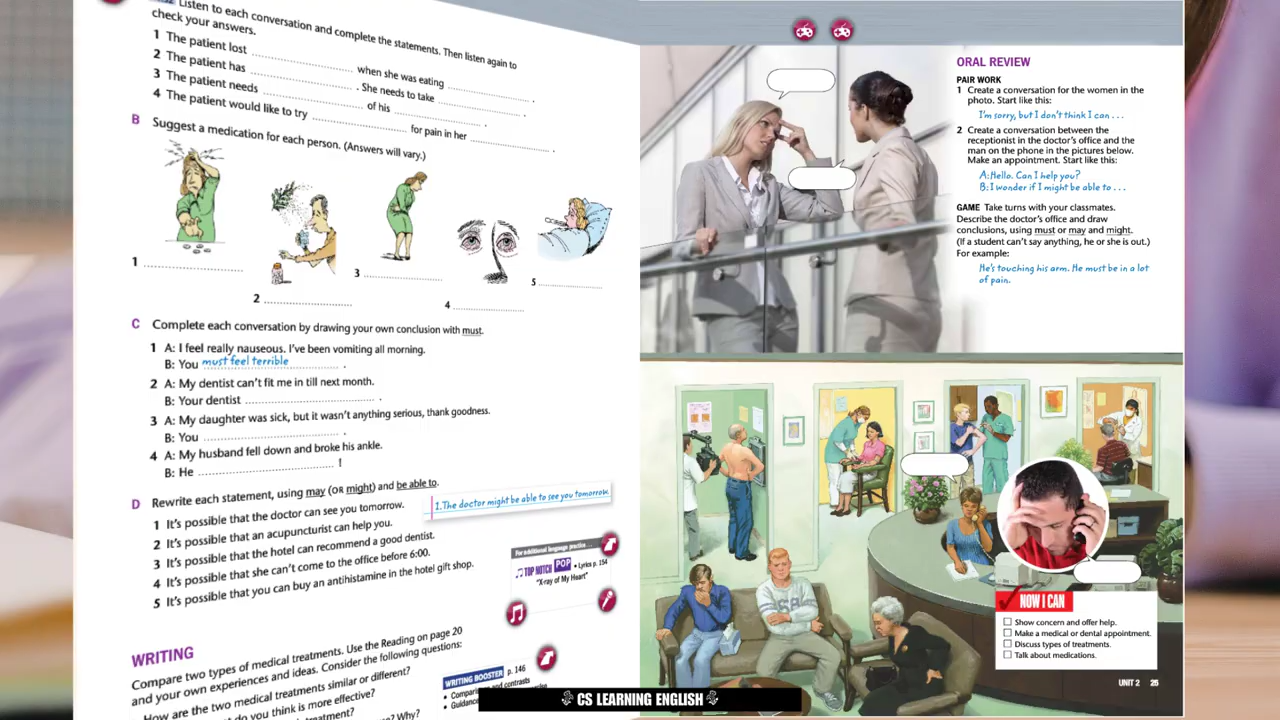 Listen to each conversation and complete the statements. Then listen again to
check your answers.
1 The patient lost ........ when she was eating ........ .
2 The patient has ........ . She needs to take ........ .
3 The patient needs ........ of his ........ .
4 The patient would like to try ........ for pain in her ........ .
B Suggest a medication for each person. (Answers will vary.)
1 ........
2 ........
3 ........
4 ........
5 ........
C Complete each conversation by drawing your own conclusion with must.
1 A: I feel really nauseous. I've been vomiting all morning.
B: You must feel terrible .
2 A: My dentist can't fit me in till next month.
B: Your dentist ........ .
3 A: My daughter was sick, but it wasn't anything serious, thank goodness.
B: You ........ .
4 A: My husband fell down and broke his ankle.
B: He ........ !
D Rewrite each statement, using may (OR might) and be able to.
1 It's possible that the doctor can see you tomorrow.
1. The doctor might be able to see you tomorrow.
2 It's possible that an acupuncturist can help you.
3 It's possible that the hotel can recommend a good dentist.
4 It's possible that she can't come to the office before 6:00.
5 It's possible that you can buy an antihistamine in the hotel gift shop.
For additional language practice . . .
TOP NOTCH POP • Lyrics p. 154
"X-ray of My Heart"
WRITING
Compare two types of medical treatments. Use the Reading on page 20
and your own experiences and ideas. Consider the following questions:
How are the two medical treatments similar or different?
do you think is more effective?
Why?
WRITING BOOSTER p. 146
and contrasts
ORAL REVIEW
PAIR WORK
1 Create a conversation for the women in the
photo. Start like this:
I'm sorry, but I don't think I can . . .
2 Create a conversation between the
receptionist in the doctor's office and the
man on the phone in the pictures below.
Make an appointment. Start like this:
A: Hello. Can I help you?
B: I wonder if I might be able to . . .
GAME Take turns with your classmates.
Describe the doctor's office and draw
conclusions, using must or may and might.
(If a student can't say anything, he or she is out.)
For example:
He's touching his arm. He must be in a lot
of pain.
NOW I CAN
Show concern and offer help.
Make a medical or dental appointment.
Discuss types of treatments.
Talk about medications.
UNIT 2 25
CS LEARNING ENGLISH